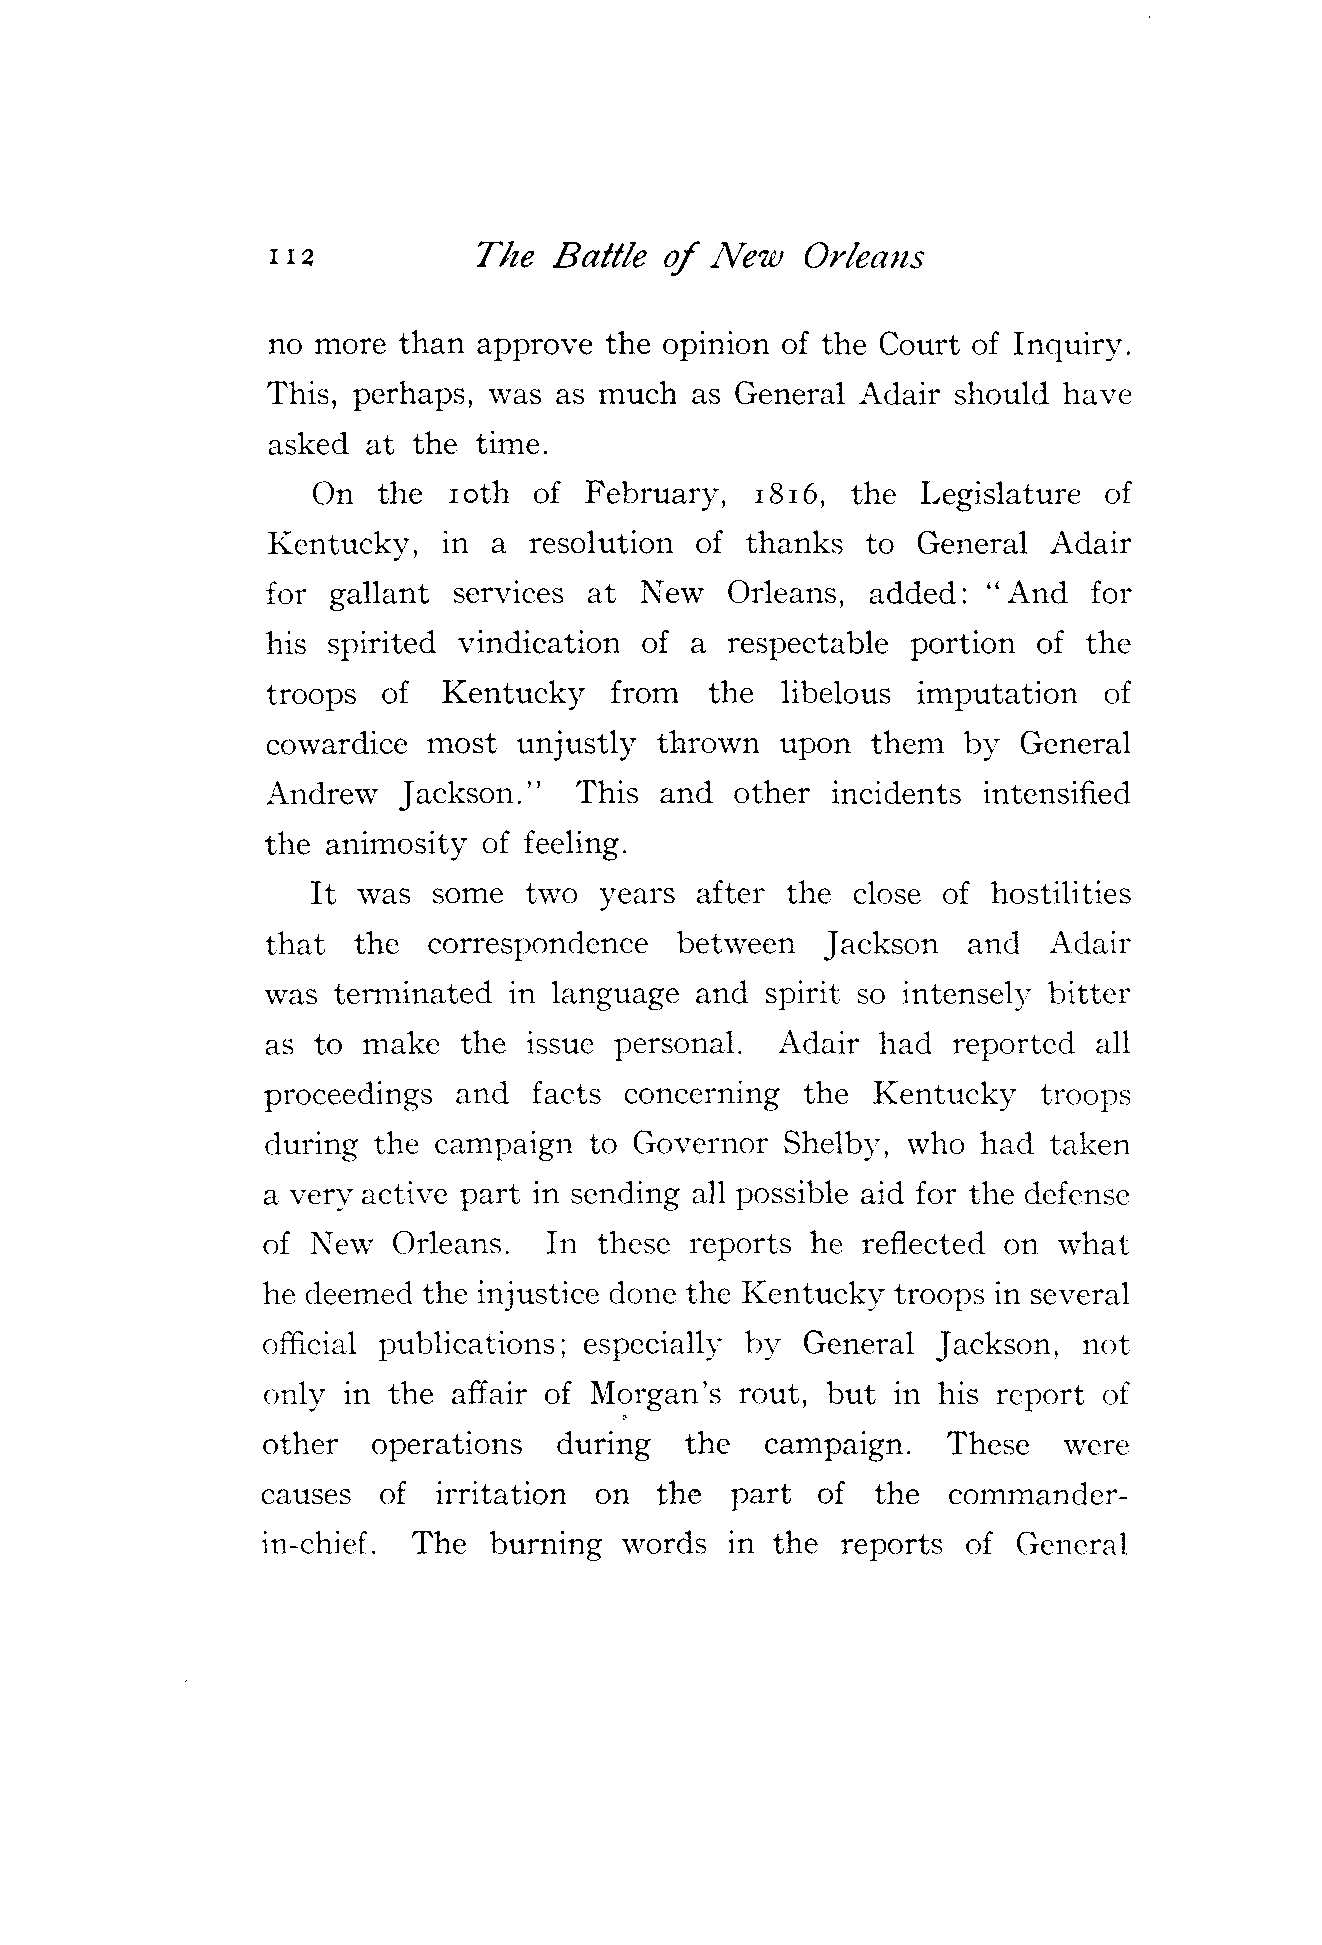 112 The Battle of New Orleans
no more than approve the opinion of the Court of Inquiry.
This, perhaps, was as much as General Adair should have
asked at the time.
On the 10th of February, 1816, the Legislature of
Kentucky, in a resolution of thanks to General Adair
for gallant services at New Orleans, added: "And for
his spirited vindication of a respectable portion of the
troops of Kentucky from the libelous imputation of
cowardice most unjustly thrown upon them by General
Andrew Jackson." This and other incidents intensified
the animosity of feeling.
It was some two years after the close of hostilities
that the correspondence between Jackson and Adair
was terminated in language and spirit so intensely bitter
as to make the issue personal. Adair had reported all
proceedings and facts concerning the Kentucky troops
during the campaign to Governor Shelby, who had taken
a very active part in sending all possible aid for the defense
of New Orleans. In these reports he reflected on what
he deemed the injustice done the Kentucky troops in several
official publications; especially by General Jackson, not
only in the affair of Morgan's rout, but in his report of
other operations during the campaign. These were
causes of irritation on the part of the commander-
in-chief. The burning words in the reports of General